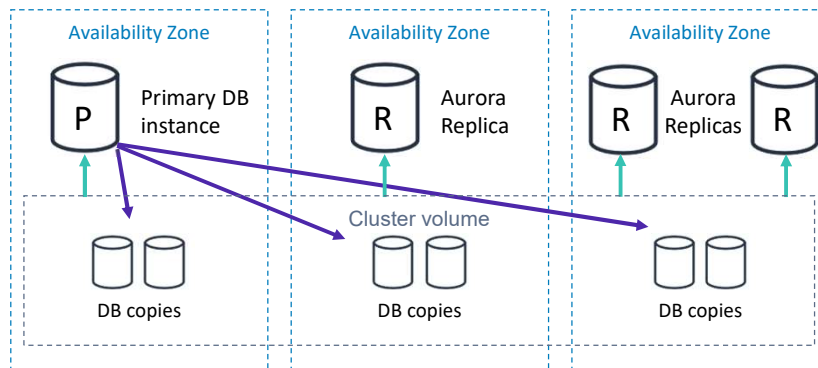 Availability Zone
Availability Zone
Availability Zone
P
Primary DB
instance
R
Aurora
Replica
R
Aurora
Replicas
R
Cluster volume
DB copies
DB copies
DB copies